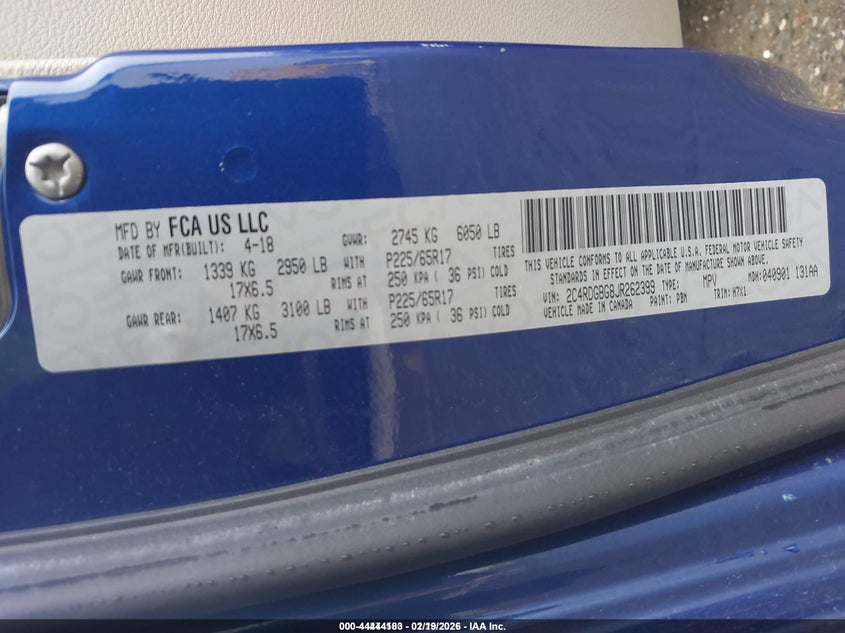 MFD BY FCA US LLC
DATE OF MFR(BUILT): 4-18 GVWR: 2745 KG 6050 LB
GAWR FRONT: 1339 KG 2950 LB WITH P225/65R17 TIRES
17X6.5 RIMS AT 250 KPA ( 36 PSI) COLD
GAWR REAR: 1407 KG 3100 LB WITH P225/65R17 TIRES
17X6.5 RIMS AT 250 KPA ( 36 PSI) COLD
THIS VEHICLE CONFORMS TO ALL APPLICABLE U.S.A. FEDERAL MOTOR VEHICLE SAFETY
STANDARDS IN EFFECT ON THE DATE OF MANUFACTURE SHOWN ABOVE.
VIN: 2C4RDGBG8JR262399 TYPE: MPV MDH: 040901 131AA
VEHICLE MADE IN CANADA PAINT: PBM TRIM: H7X1
02/19/2026 - IAA Inc.